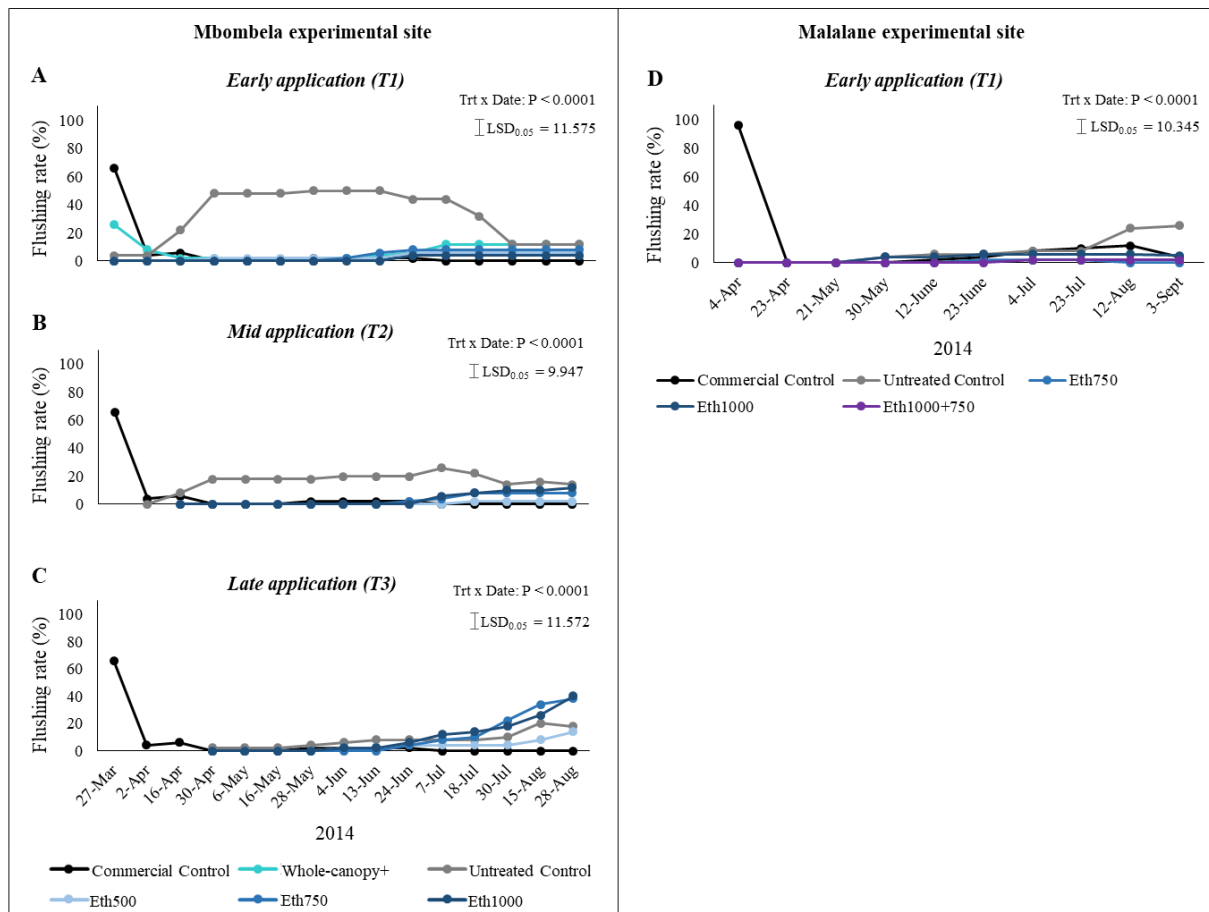 Mbombela experimental site
A
Early application (T1)
Trt x Date: P < 0.0001
LSD0.05 = 11.575
Flushing rate (%)
100
80
60
40
20
0
B
Mid application (T2)
Trt x Date: P < 0.0001
LSD0.05 = 9.947
Flushing rate (%)
100
80
60
40
20
0
C
Late application (T3)
Trt x Date: P < 0.0001
LSD0.05 = 11.572
Flushing rate (%)
100
80
60
40
20
0
27-Mar
2-Apr
16-Apr
30-Apr
6-May
16-May
28-May
4-Jun
13-Jun
24-Jun
7-Jul
18-Jul
30-Jul
15-Aug
28-Aug
2014
Commercial Control Whole-canopy+ Untreated Control
Eth500 Eth750 Eth1000
Malalane experimental site
D
Early application (T1)
Trt x Date: P < 0.0001
LSD0.05 = 10.345
Flushing rate (%)
100
80
60
40
20
0
4-Apr
23-Apr
21-May
30-May
12-June
23-June
4-Jul
23-Jul
12-Aug
3-Sept
2014
Commercial Control Untreated Control Eth750
Eth1000 Eth1000+750